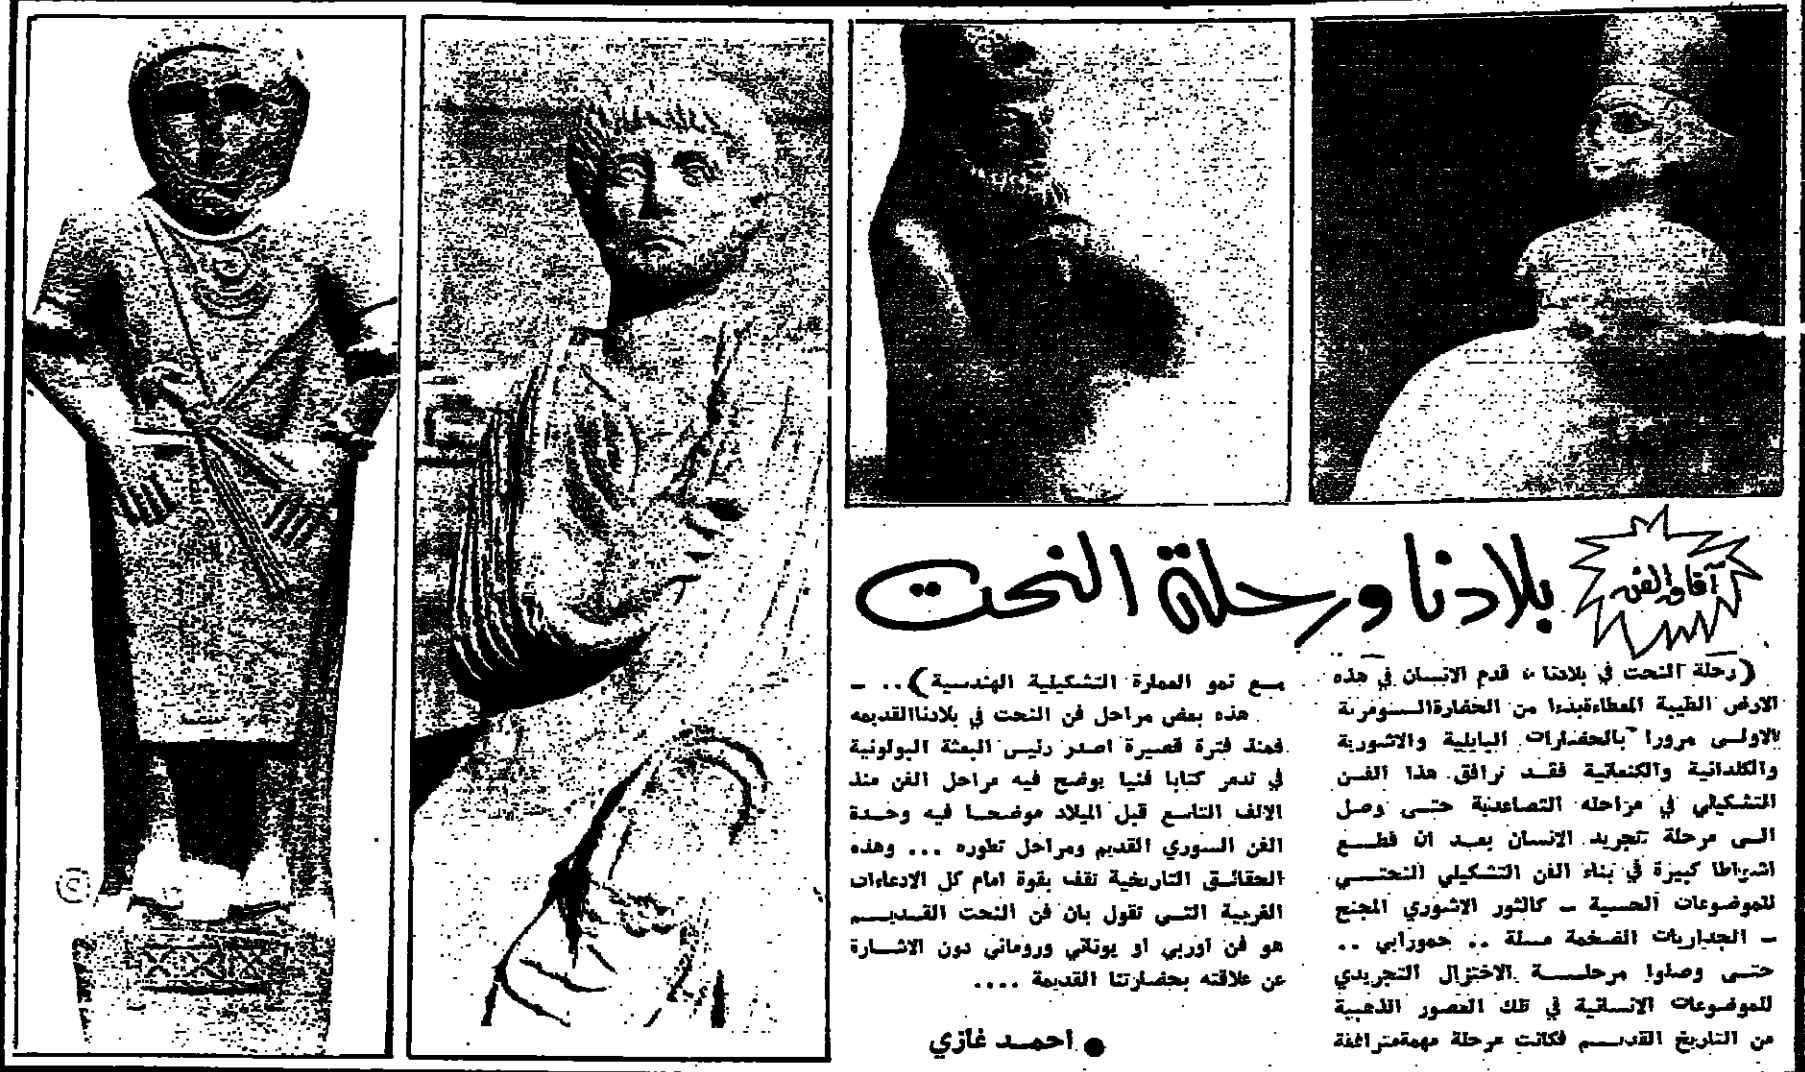 آفاق الفن
بلادنا ورحلة النحت
(رحلة النحت في بلادنا قدم الانسان في هذه
الارض الطيبة المعطاءة فبدءا من الحضارة السومرية
الاولى مرورا بالحضارات البابلية والاشورية
والكلدانية والكنعانية فقد ترافق هذا الفن
التشكيلي في مراحله التصاعدية حتى وصل
الى مرحلة تجريد الانسان بعد ان قطع
اشواطا كبيرة في بناء الفن التشكيلي النحتي
للموضوعات الحسية - كالثور الاشوري المجنح
- الجداريات الضخمة مسلة .. حمورابي ..
حتى وصلوا مرحلة الاختزال التجريدي
للموضوعات الانسانية في تلك العصور الذهبية
من التاريخ القديم فكانت مرحلة مهمة مترافقة
مع نمو العمارة التشكيلية الهندسية) .. -
هذه بعض مراحل فن النحت في بلادنا القديمه
فمنذ فترة قصيرة اصدر رئيس البعثة البولونية
في تدمر كتابا فنيا يوضح فيه مراحل الفن منذ
الالف التاسع قبل الميلاد موضحا فيه وحدة
الفن السوري القديم ومراحل تطوره ... وهذه
الحقائق التاريخية تقف بقوة امام كل الادعاءات
الغربية التي تقول بان فن النحت القديم
هو فن اوربي او يوناني وروماني دون الاشارة
عن علاقته بحضارتنا القديمة ....
● احمد غازي